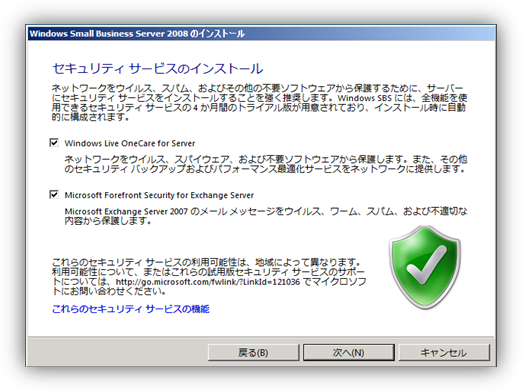 Windows Small Business Server 2008 のインストール
セキュリティ サービスのインストール
ネットワークをウイルス、スパム、およびその他の不要ソフトウェアから保護するために、サーバー
にセキュリティ サービスをインストールすることを強く推奨します。Windows SBS には、全機能を使
用できるセキュリティ サービスの 4 か月間のトライアル版が用意されており、インストール時に自動
的に構成されます。
Windows Live OneCare for Server
ネットワークをウイルス、スパイウェア、および不要ソフトウェアから保護します。また、その他
のセキュリティ バックアップおよびパフォーマンス最適化サービスをネットワークに提供します。
Microsoft Forefront Security for Exchange Server
Microsoft Exchange Server 2007 のメール メッセージをウイルス、ワーム、スパム、および不適切な
内容から保護します。
これらのセキュリティ サービスの利用可能性は、地域によって異なります。
利用可能性について、またはこれらの試用版セキュリティ サービスのサポー
トについては、http://go.microsoft.com/fwlink/?LinkId=121036 でマイクロソフ
トにお問い合わせください。
これらのセキュリティ サービスの機能
戻る(B)
次へ(N)
キャンセル